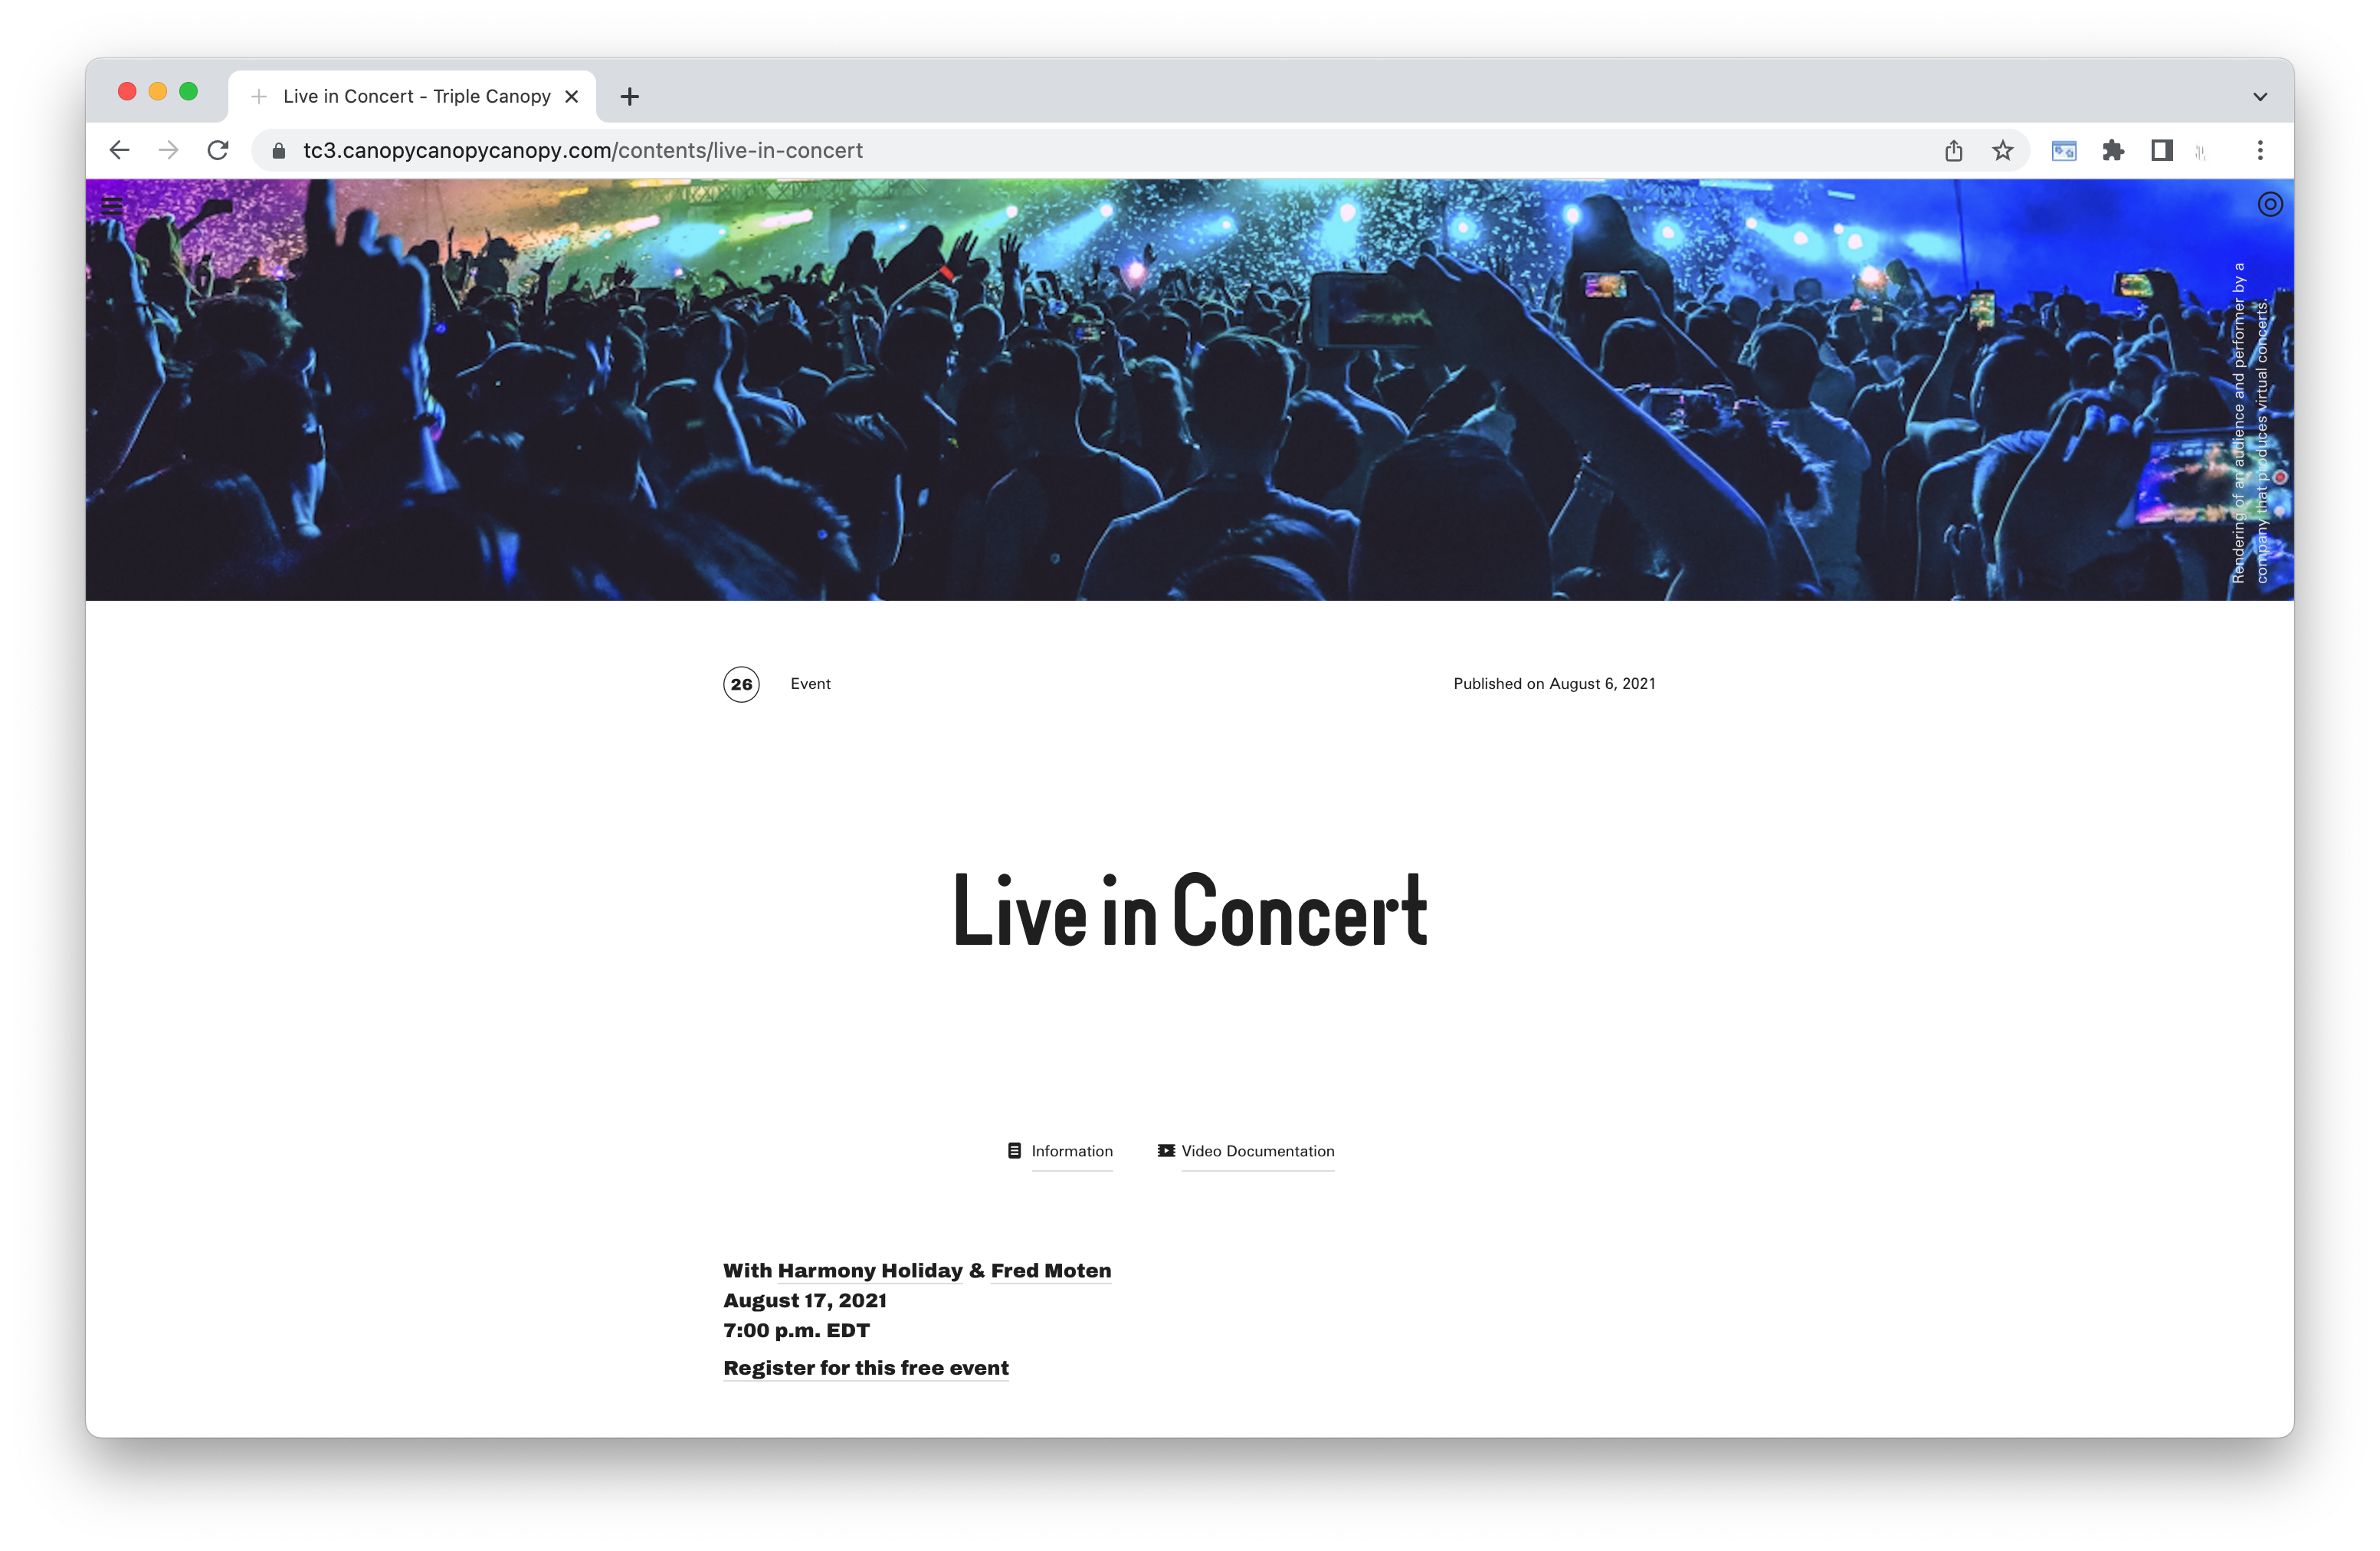 Live in Concert - Triple Canopy
tc3.canopycanopycanopy.com/contents/live-in-concert
Rendering of an audience and performer by a
company that produces virtual concerts.
26 Event Published on August 6, 2021
Live in Concert
Information Video Documentation
With Harmony Holiday & Fred Moten
August 17, 2021
7:00 p.m. EDT
Register for this free event